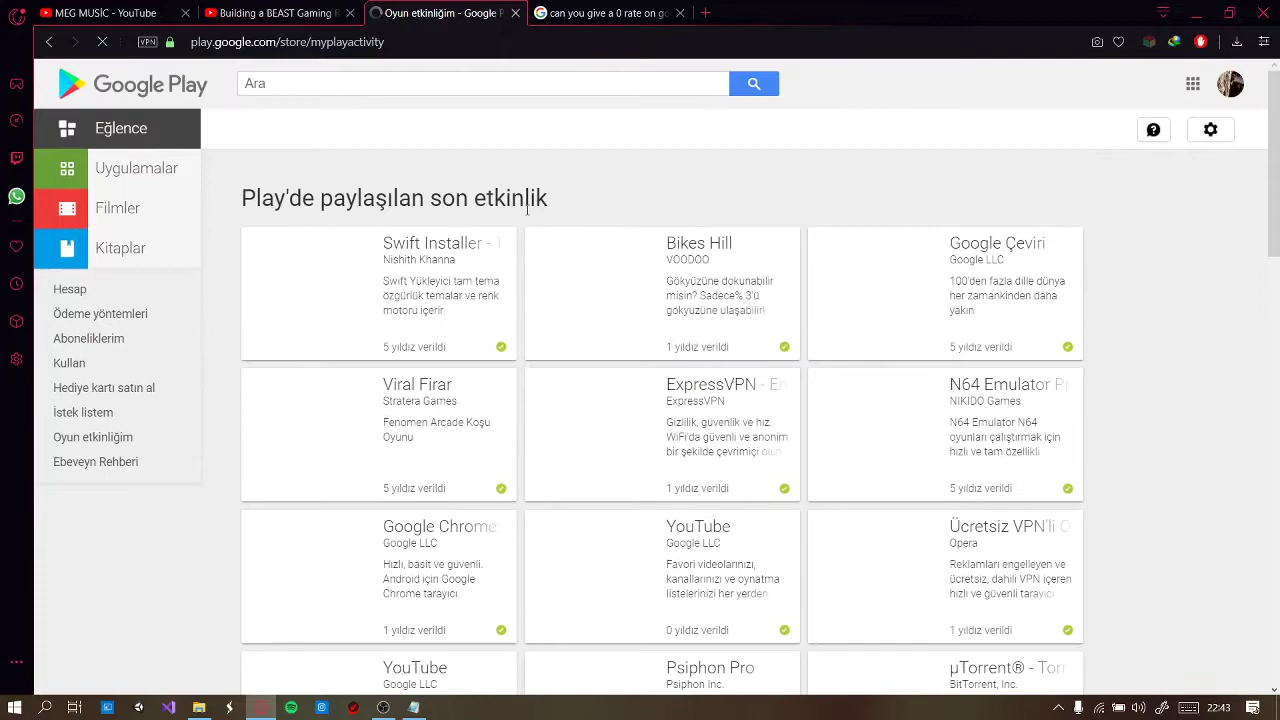 MEG MUSİC - YouTube
Building a BEAST Gaming
Oyun etkinliğim - Google P
can you give a 0 rate on go
VPN
play.google.com/store/myplayactivity
Google Play
Ara
Eğlence
Uygulamalar
Filmler
Kitaplar
Hesap
Ödeme yöntemleri
Aboneliklerim
Kullan
Hediye kartı satın al
İstek listem
Oyun etkinliğim
Ebeveyn Rehberi
Play'de paylaşılan son etkinlik
Swift Installer -
Nishith Khanna
Swift Yükleyici tam tema
özgürlük temalar ve renk
motoru içerir
5 yıldız verildi
Bikes Hill
VOODOO
Gökyüzüne dokunabilir
misin? Sadece% 3'ü
gökyüzüne ulaşabilir!
1 yıldız verildi
Google Çeviri
Google LLC
100'den fazla dille dünya
her zamankinden daha
yakın
5 yıldız verildi
Viral Firar
Stratera Games
Fenomen Arcade Koşu
Oyunu
5 yıldız verildi
ExpressVPN - En
ExpressVPN
Gizlilik, güvenlik ve hız.
WiFi'da güvenli ve anonim
bir şekilde çevrimiçi olun
1 yıldız verildi
N64 Emulator Pr
NIKIDO Games
N64 Emulator N64
oyunları çalıştırmak için
hızlı ve tam özellikli
5 yıldız verildi
Google Chrome:
Google LLC
Hızlı, basit ve güvenli.
Android için Google
Chrome tarayıcı.
1 yıldız verildi
YouTube
Google LLC
Favori videolarınızı,
kanallarınızı ve oynatma
listelerinizi her yerden
0 yıldız verildi
Ücretsiz VPN'li O
Opera
Reklamları engelleyen ve
ücretsiz, dahili VPN içeren
hızlı ve güvenli tarayıcı
1 yıldız verildi
YouTube
Google LLC
Psiphon Pro
Psiphon Inc.
µTorrent® - Torr
BitTorrent, Inc.
22:43